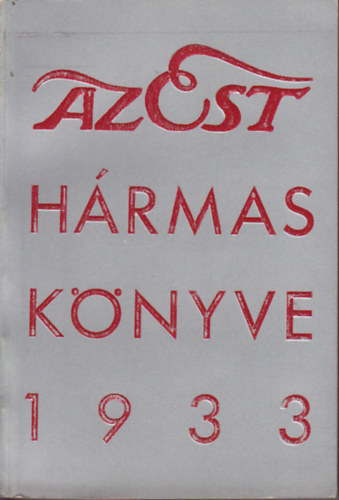 AZ EST
HÁRMAS
KÖNYVE
1933